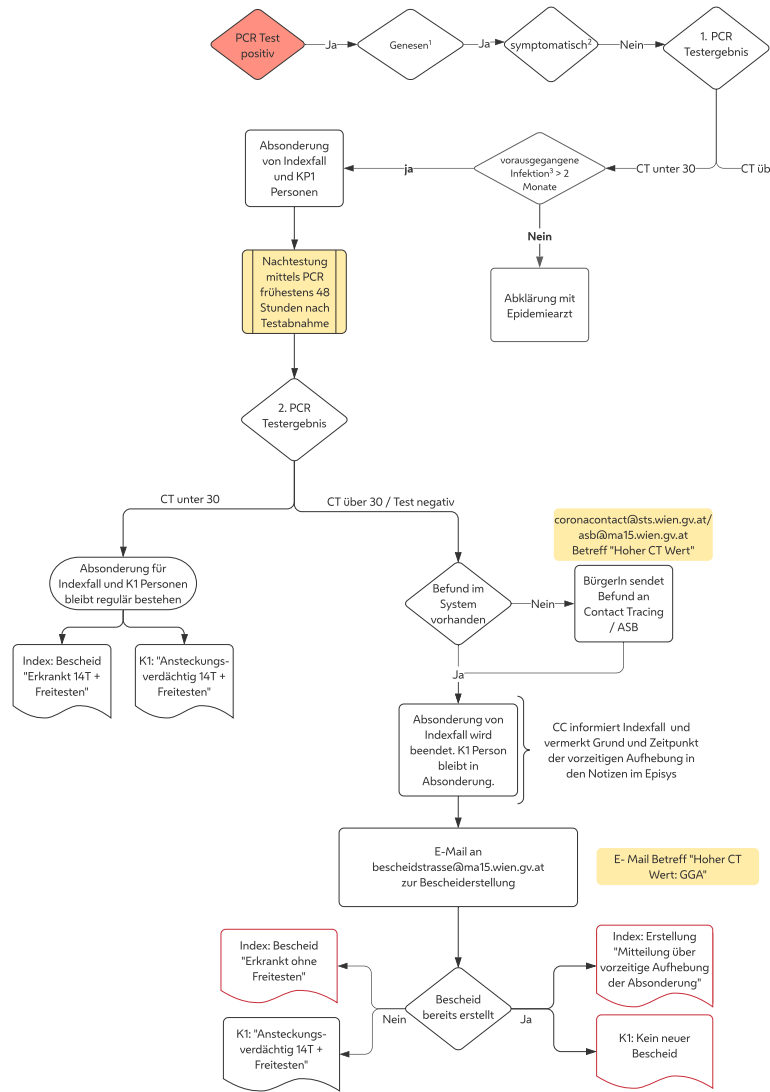 PCR Test
positiv
Ja
Genesen¹
Ja
symptomatisch²
Nein
1. PCR
Testergebnis
Absonderung
von Indexfall
und KP1
Personen
ja
vorausgegangene
Infektion³ > 2
Monate
CT unter 30
CT üb
Nein
Abklärung mit
Epidemiearzt
Nachtestung
mittels PCR
frühestens 48
Stunden nach
Testabnahme
2. PCR
Testergebnis
CT unter 30
CT über 30 / Test negativ
coronacontact@sts.wien.gv.at/
asb@ma15.wien.gv.at
Betreff "Hoher CT Wert"
Absonderung für
Indexfall und K1 Personen
bleibt regulär bestehen
Befund im
System
vorhanden
Nein
BürgerIn sendet
Befund an
Contact Tracing
/ ASB
Index: Bescheid
"Erkrankt 14T +
Freitesten"
K1: "Ansteckungs-
verdächtig 14T +
Freitesten"
Ja
Absonderung von
Indexfall wird
beendet. K1 Person
bleibt in
Absonderung.
CC informiert Indexfall und
vermerkt Grund und Zeitpunkt
der vorzeitigen Aufhebung in
den Notizen im Episys
E-Mail an
bescheidstrasse@ma15.wien.gv.at
zur Bescheiderstellung
E- Mail Betreff "Hoher CT
Wert: GGA"
Index: Bescheid
"Erkrankt ohne
Freitesten"
Index: Erstellung
"Mitteilung über
vorzeitige Aufhebung
der Absonderung"
Bescheid
bereits erstellt
Nein
Ja
K1: "Ansteckungs-
verdächtig 14T +
Freitesten"
K1: Kein neuer
Bescheid